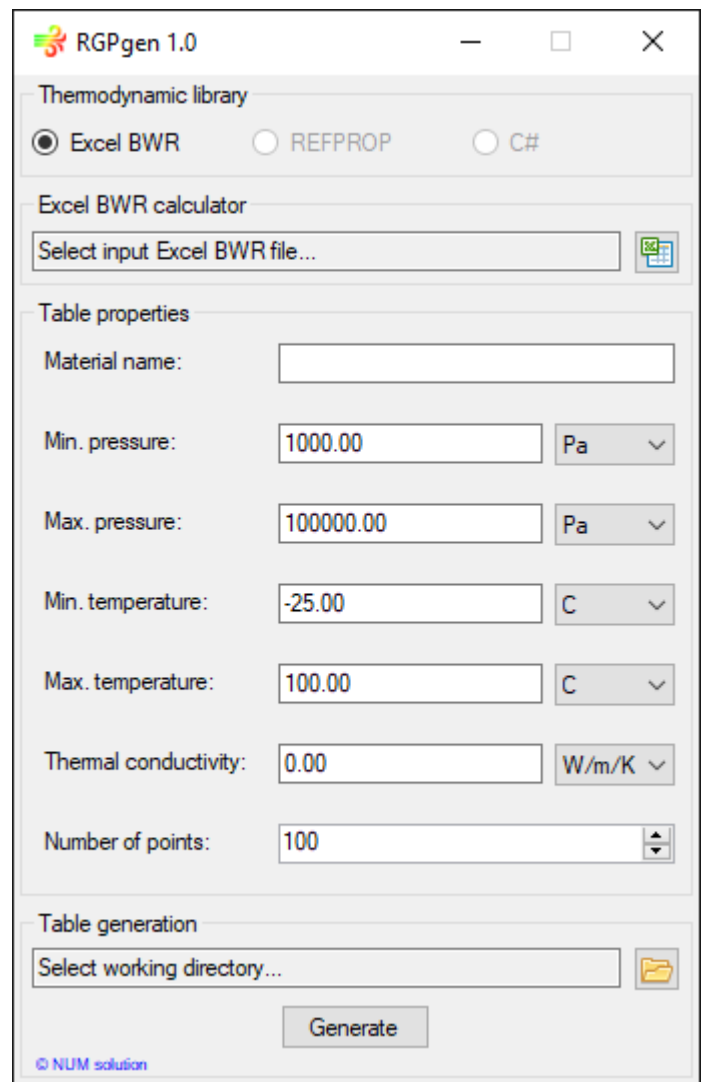 RGPgen 1.0
Thermodynamic library
Excel BWR REFPROP C#
Excel BWR calculator
Select input Excel BWR file...
Table properties
Material name:
Min. pressure: 1000.00 Pa
Max. pressure: 100000.00 Pa
Min. temperature: -25.00 C
Max. temperature: 100.00 C
Thermal conductivity: 0.00 W/m/K
Number of points: 100
Table generation
Select working directory...
Generate
© NUM solution